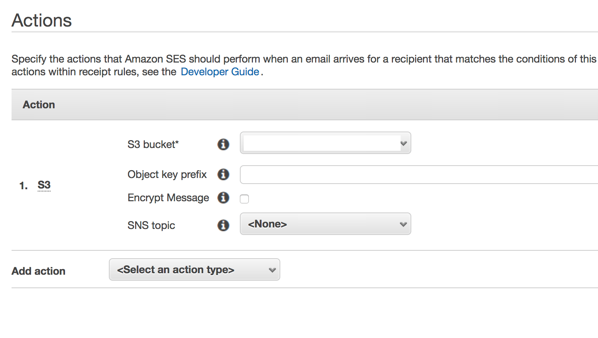 Actions
Specify the actions that Amazon SES should perform when an email arrives for a recipient that matches the conditions of this
actions within receipt rules, see the Developer Guide.
Action
S3 bucket*
1. S3
Object key prefix
Encrypt Message
SNS topic <None>
Add action <Select an action type>